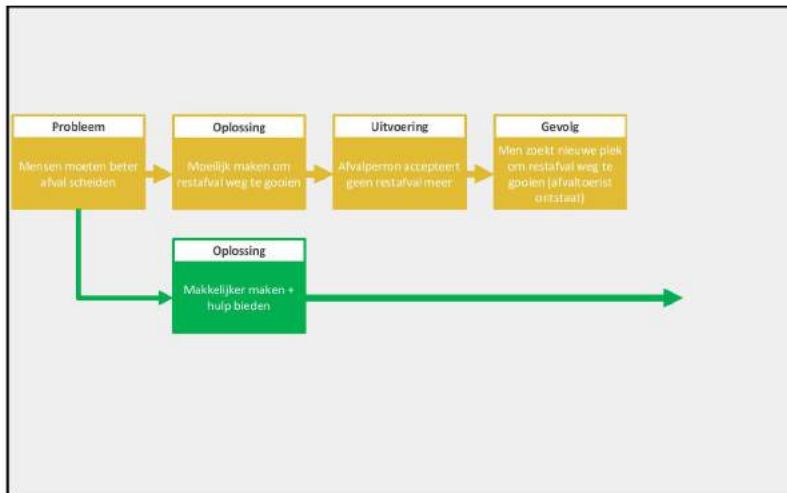 Probleem
Mensen moeten beter
afval scheiden
Oplossing
Moeilijk maken om
restafval weg te gooien
Uitvoering
Afvalperron accepteert
geen restafval meer
Gevolg
Men zoekt nieuwe plek
om restafval weg te
gooien (afvaltoerist
ontstaat)
Oplossing
Makkelijker maken +
hulp bieden